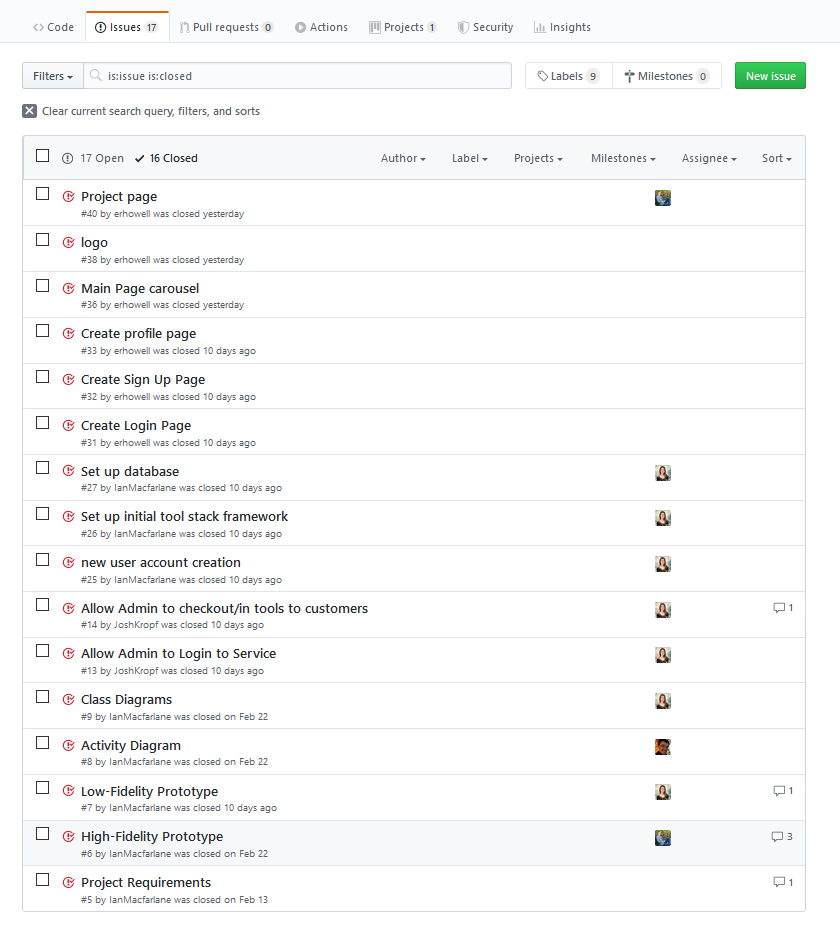 Code Issues 17 Pull requests 0 Actions Projects 1 Security Insights
Filters is:issue is:closed Labels 9 Milestones 0 New issue
Clear current search query, filters, and sorts
17 Open 16 Closed Author Label Projects Milestones Assignee Sort
Project page
#40 by erhowell was closed yesterday
logo
#38 by erhowell was closed yesterday
Main Page carousel
#36 by erhowell was closed yesterday
Create profile page
#33 by erhowell was closed 10 days ago
Create Sign Up Page
#32 by erhowell was closed 10 days ago
Create Login Page
#31 by erhowell was closed 10 days ago
Set up database
#27 by IanMacfarlane was closed 10 days ago
Set up initial tool stack framework
#26 by IanMacfarlane was closed 10 days ago
new user account creation
#25 by IanMacfarlane was closed 10 days ago
Allow Admin to checkout/in tools to customers 1
#14 by JoshKropf was closed 10 days ago
Allow Admin to Login to Service
#13 by JoshKropf was closed 10 days ago
Class Diagrams
#9 by IanMacfarlane was closed on Feb 22
Activity Diagram
#8 by IanMacfarlane was closed on Feb 22
Low-Fidelity Prototype 1
#7 by IanMacfarlane was closed 10 days ago
High-Fidelity Prototype 3
#6 by IanMacfarlane was closed on Feb 22
Project Requirements 1
#5 by IanMacfarlane was closed on Feb 13